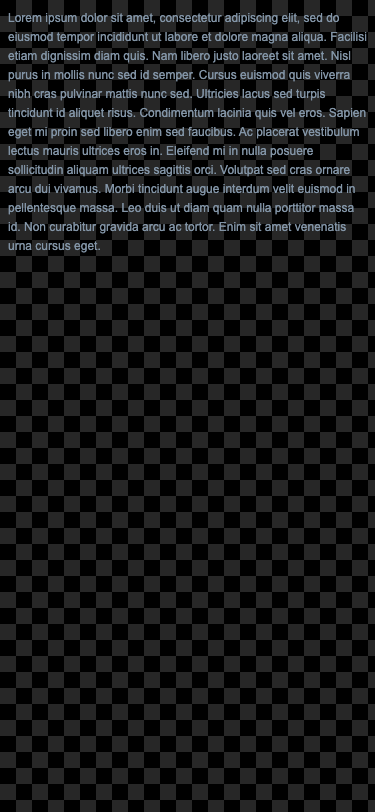 Lorem ipsum dolor sit amet, consectetur adipiscing elit, sed do
eiusmod tempor incididunt ut labore et dolore magna aliqua. Facilisi
etiam dignissim diam quis. Nam libero justo laoreet sit amet. Nisl
purus in mollis nunc sed id semper. Cursus euismod quis viverra
nibh cras pulvinar mattis nunc sed. Ultricies lacus sed turpis
tincidunt id aliquet risus. Condimentum lacinia quis vel eros. Sapien
eget mi proin sed libero enim sed faucibus. Ac placerat vestibulum
lectus mauris ultrices eros in. Eleifend mi in nulla posuere
sollicitudin aliquam ultrices sagittis orci. Volutpat sed cras ornare
arcu dui vivamus. Morbi tincidunt augue interdum velit euismod in
pellentesque massa. Leo duis ut diam quam nulla porttitor massa
id. Non curabitur gravida arcu ac tortor. Enim sit amet venenatis
urna cursus eget.